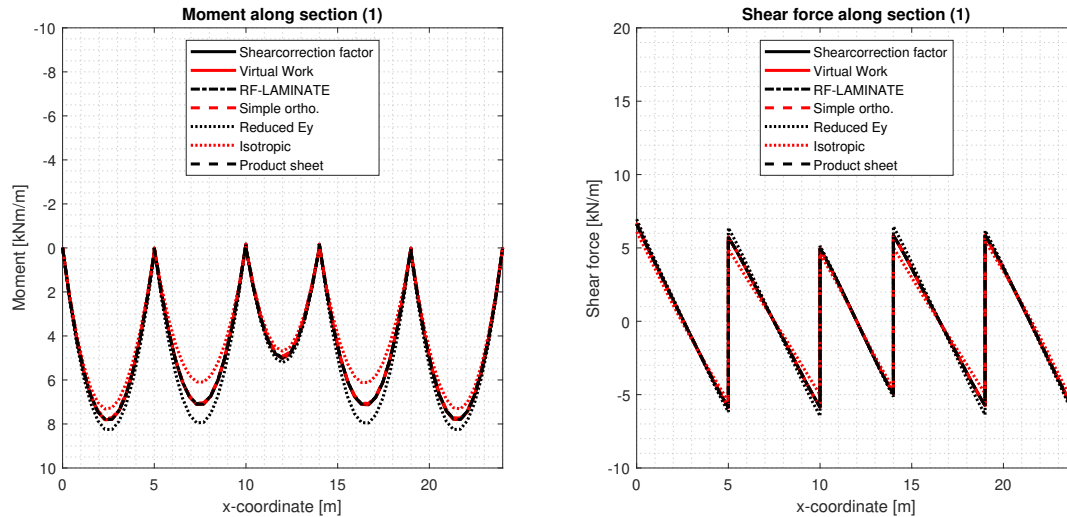 Moment along section (1)
-10
-8
-6
-4
-2
0
2
4
6
8
10
Moment [kNm/m]
Shearcorrection factor
Virtual Work
RF-LAMINATE
Simple ortho.
Reduced Ey
Isotropic
Product sheet
0 5 10 15 20
x-coordinate [m]
Shear force along section (1)
20
15
10
5
0
-5
-10
Shear force [kN/m]
Shearcorrection factor
Virtual Work
RF-LAMINATE
Simple ortho.
Reduced Ey
Isotropic
Product sheet
0 5 10 15 20
x-coordinate [m]